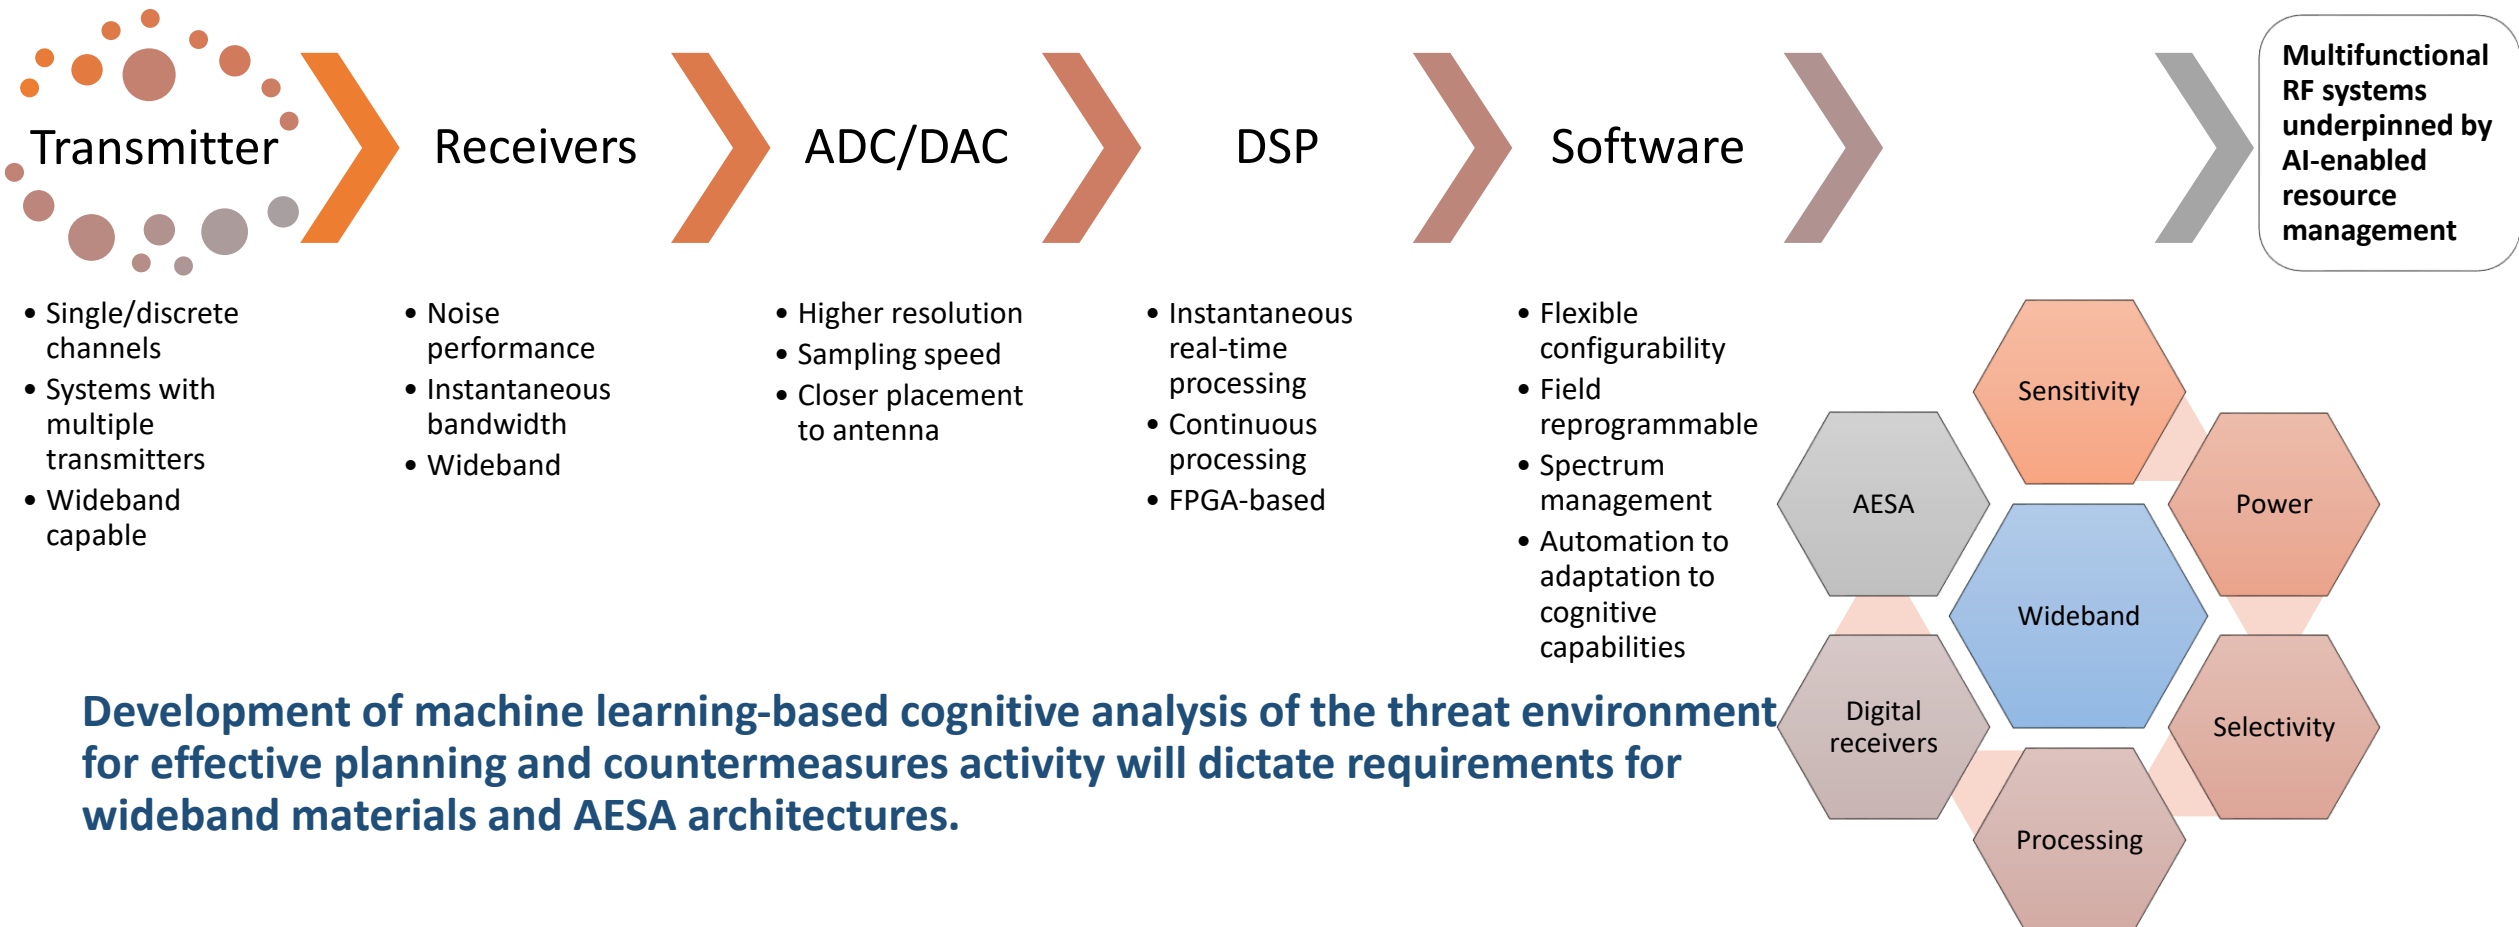 Transmitter
Receivers
ADC/DAC
DSP
Software
Multifunctional
RF systems
underpinned by
AI-enabled
resource
management
• Single/discrete
channels
• Systems with
multiple
transmitters
• Wideband
capable
• Noise
performance
• Instantaneous
bandwidth
• Wideband
• Higher resolution
• Sampling speed
• Closer placement
to antenna
• Instantaneous
real-time
processing
• Continuous
processing
• FPGA-based
• Flexible
configurability
• Field
reprogrammable
• Spectrum
management
• Automation to
adaptation to
cognitive
capabilities
Sensitivity
AESA
Power
Wideband
Digital
receivers
Selectivity
Processing
Development of machine learning-based cognitive analysis of the threat environment
for effective planning and countermeasures activity will dictate requirements for
wideband materials and AESA architectures.